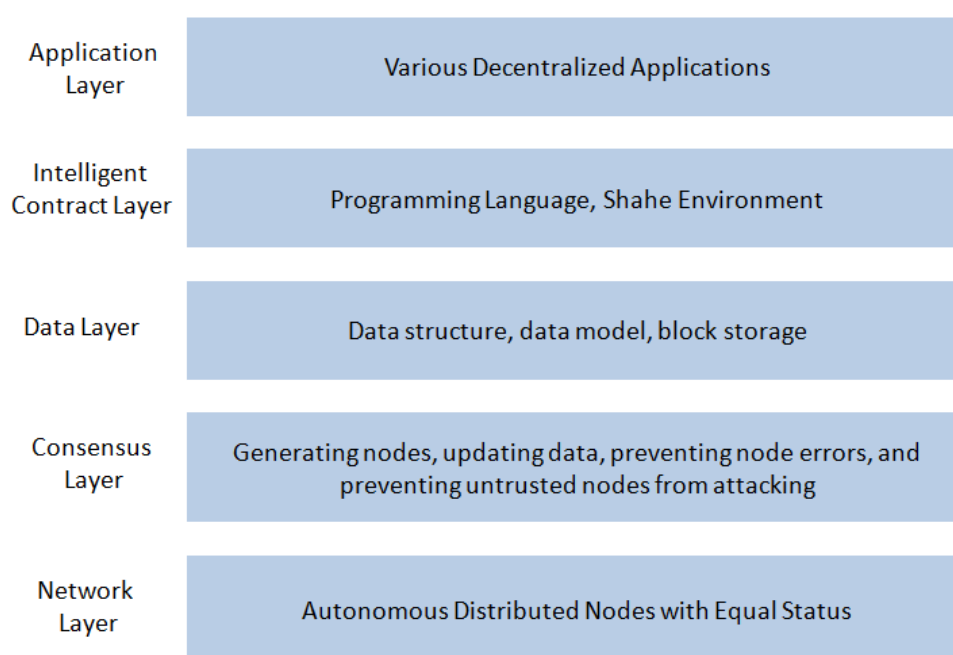 Application
Layer
Various Decentralized Applications
Intelligent
Contract Layer
Programming Language, Shahe Environment
Data Layer
Data structure, data model, block storage
Consensus
Layer
Generating nodes, updating data, preventing node errors, and
preventing untrusted nodes from attacking
Network
Layer
Autonomous Distributed Nodes with Equal Status